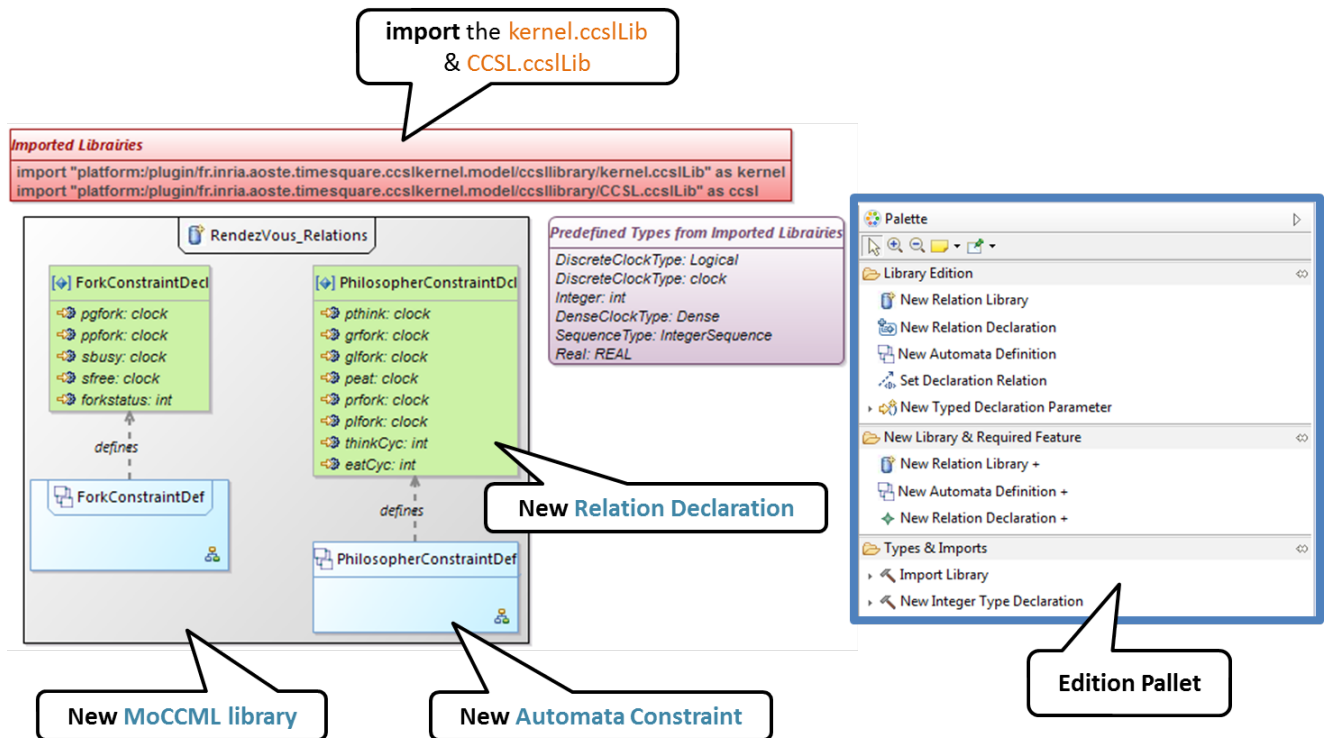 import the kernel.ccslLib
& CCSL.ccslLib
Imported Librairies
import "platform:/plugin/fr.inria.aoste.timesquare.ccslkernel.model/ccsllibrary/kernel.ccslLib" as kernel
import "platform:/plugin/fr.inria.aoste.timesquare.ccslkernel.model/ccsllibrary/CCSL.ccslLib" as ccsl
RendezVous_Relations
ForkConstraintDecl
pgfork: clock
ppfork: clock
sbusy: clock
sfree: clock
forkstatus: int
defines
ForkConstraintDef
PhilosopherConstraintDcl
pthink: clock
grfork: clock
glfork: clock
peat: clock
prfork: clock
plfork: clock
thinkCyc: int
eatCyc: int
defines
PhilosopherConstraintDef
Predefined Types from Imported Librairies
DiscreteClockType: Logical
DiscreteClockType: clock
Integer: int
DenseClockType: Dense
SequenceType: IntegerSequence
Real: REAL
New Relation Declaration
New MoCCML library
New Automata Constraint
Palette
Library Edition
New Relation Library
New Relation Declaration
New Automata Definition
Set Declaration Relation
New Typed Declaration Parameter
New Library & Required Feature
New Relation Library +
New Automata Definition +
New Relation Declaration +
Types & Imports
Import Library
New Integer Type Declaration
Edition Pallet